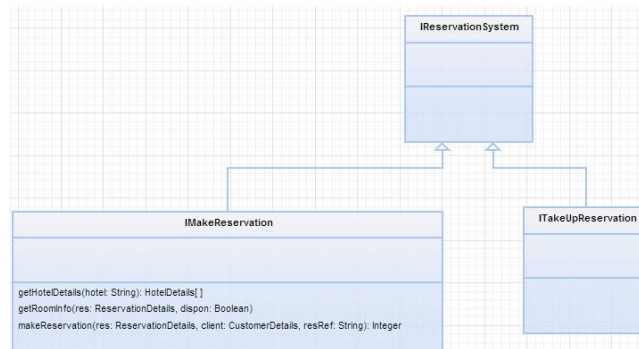 IReservationSystem
IMakeReservation
ITakeUpReservation
getHotelDetails(hotel: String): HotelDetails[ ]
getRoomInfo(res: ReservationDetails, dispon: Boolean)
makeReservation(res: ReservationDetails, client: CustomerDetails, resRef: String): Integer